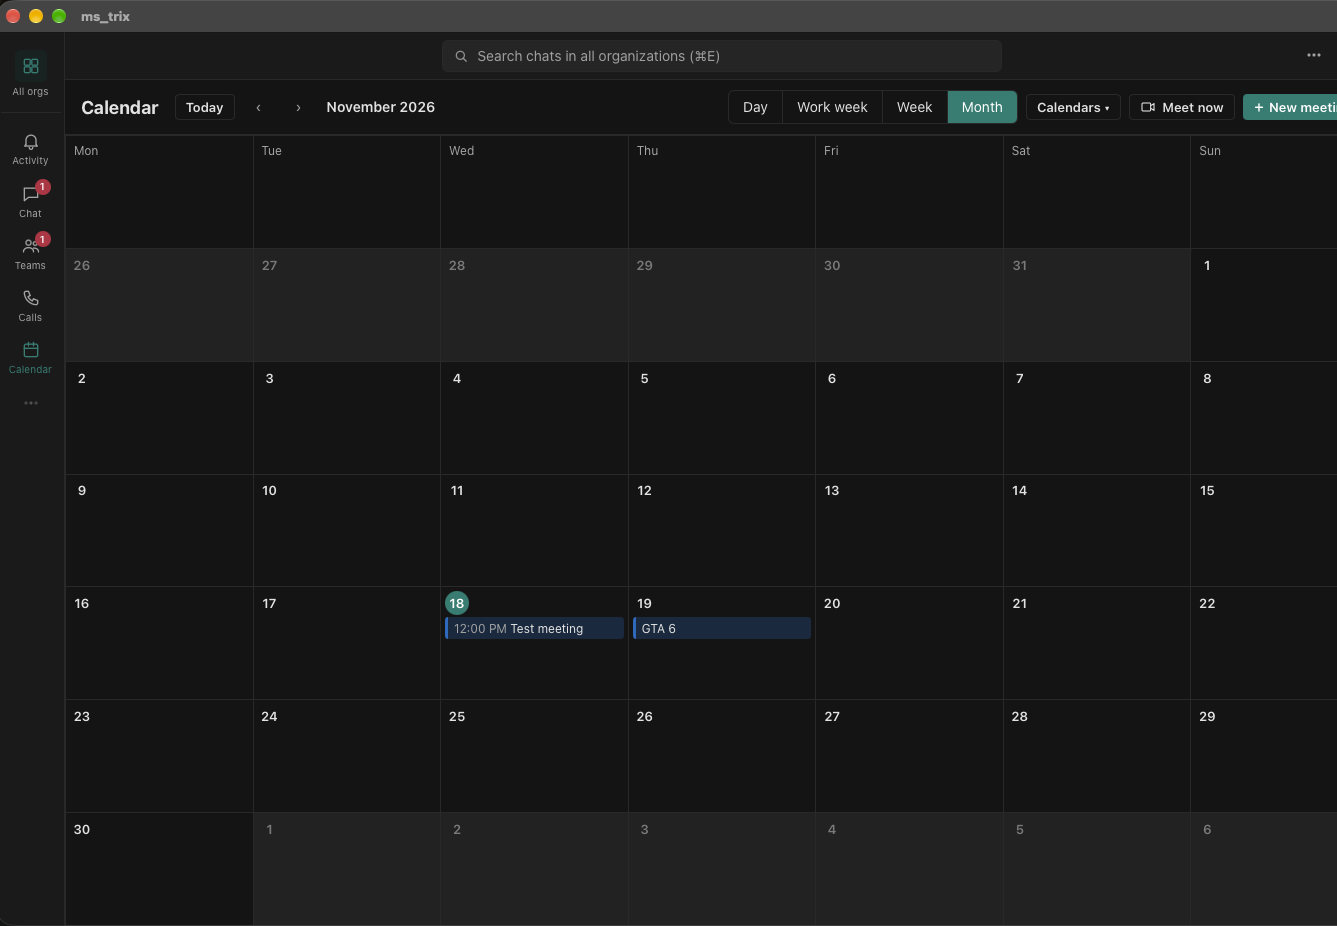 ms_trix
Search chats in all organizations (⌘E)
All orgs
Calendar Today ‹ › November 2026 Day Work week Week Month Calendars ▾ Meet now + New meeti
Activity
1
Chat
1
Teams
Calls
Calendar
Mon Tue Wed Thu Fri Sat Sun
26 27 28 29 30 31 1
2 3 4 5 6 7 8
9 10 11 12 13 14 15
16 17 18 19 20 21 22
12:00 PM Test meeting GTA 6
23 24 25 26 27 28 29
30 1 2 3 4 5 6